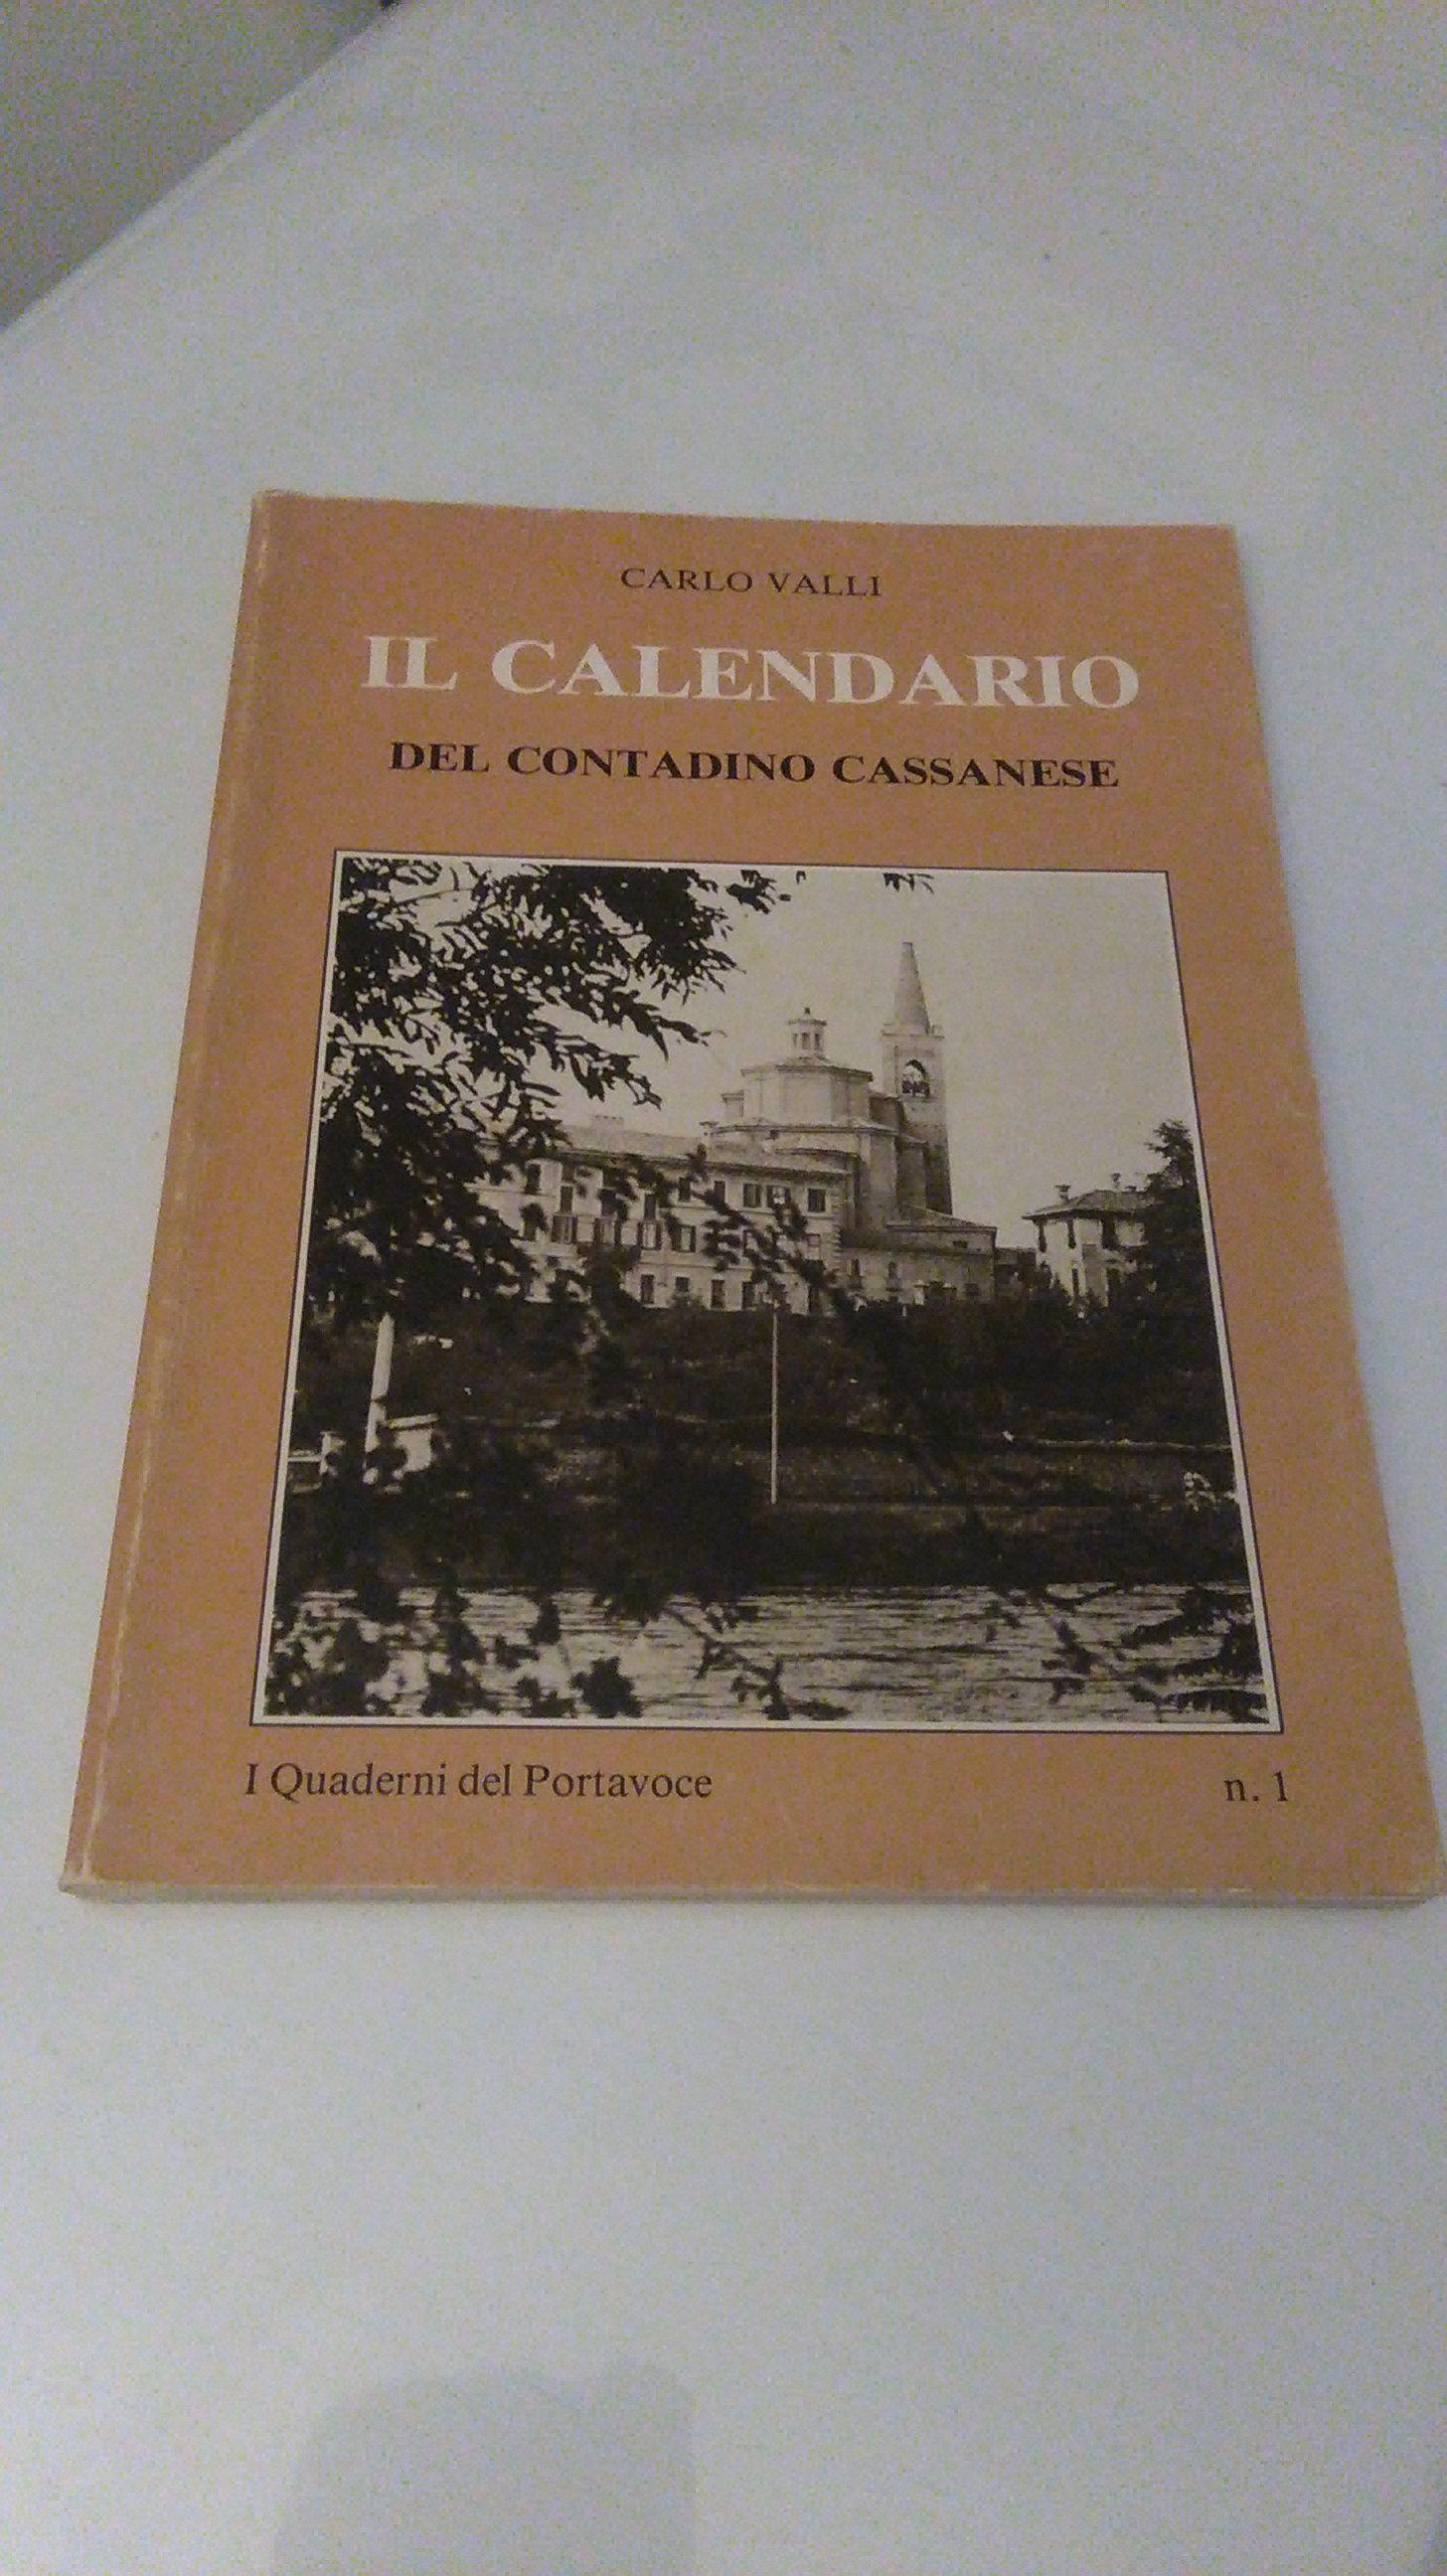 CARLO VALLI
IL CALENDARIO
DEL CONTADINO CASSANESE
I Quaderni del Portavoce n. 1